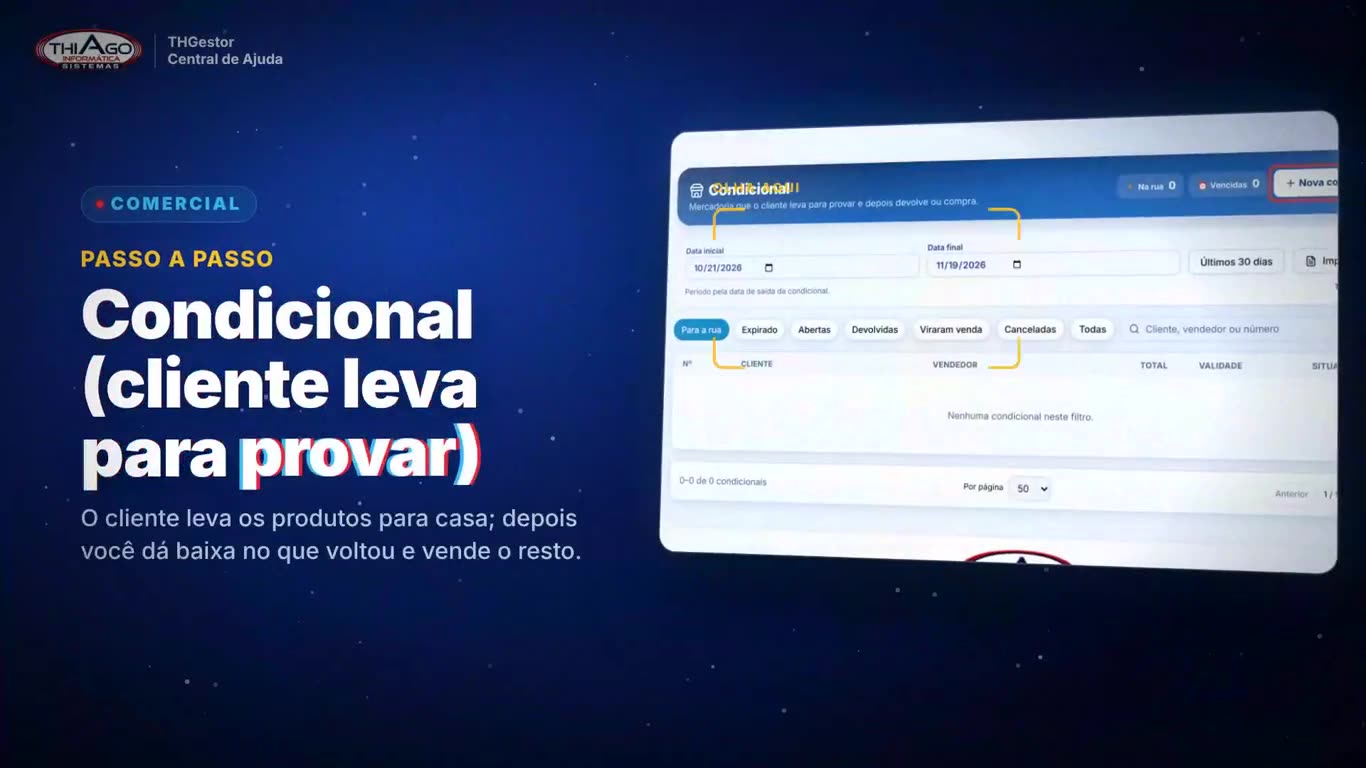 THIAGO
INFORMÁTICA
SISTEMAS
THGestor
Central de Ajuda
COMERCIAL
PASSO A PASSO
Condicional
(cliente leva
para provar)
O cliente leva os produtos para casa; depois
você dá baixa no que voltou e vende o resto.
Condicional
AQUI
Mercadoria que o cliente leva para provar e depois devolve ou compra.
Na rua 0
Vencidas 0
+ Nova co
Data inicial
10/21/2026
Data final
11/19/2026
Últimos 30 dias
Imp
Período pela data de saída da condicional.
Para a rua
Expirado
Abertas
Devolvidas
Viraram venda
Canceladas
Todas
Cliente, vendedor ou número
Nº
CLIENTE
VENDEDOR
TOTAL
VALIDADE
SITUA
Nenhuma condicional neste filtro.
0-0 de 0 condicionais
Por página
50
Anterior
1/